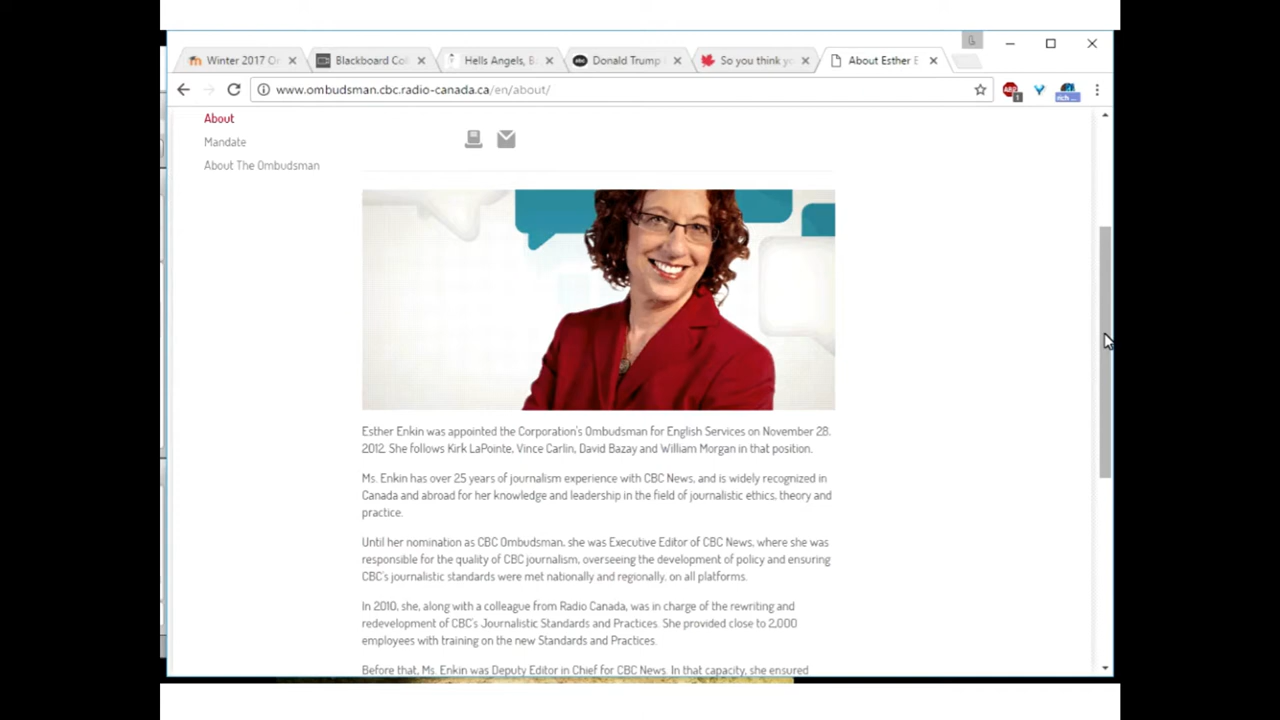 Winter 2017 Or
Blackboard Col
Hells Angels, B
Donald Trump
So you think yo
About Esther E
www.ombudsman.cbc.radio-canada.ca/en/about/
ABP
1
rich ...
About
Mandate
About The Ombudsman
Esther Enkin was appointed the Corporation's Ombudsman for English Services on November 28,
2012. She follows Kirk LaPointe, Vince Carlin, David Bazay and William Morgan in that position.
Ms. Enkin has over 25 years of journalism experience with CBC News, and is widely recognized in
Canada and abroad for her knowledge and leadership in the field of journalistic ethics, theory and
practice.
Until her nomination as CBC Ombudsman, she was Executive Editor of CBC News, where she was
responsible for the quality of CBC journalism, overseeing the development of policy and ensuring
CBC's journalistic standards were met nationally and regionally, on all platforms.
In 2010, she, along with a colleague from Radio Canada, was in charge of the rewriting and
redevelopment of CBC's Journalistic Standards and Practices. She provided close to 2,000
employees with training on the new Standards and Practices.
Before that, Ms. Enkin was Deputy Editor in Chief for CBC News. In that capacity, she ensured